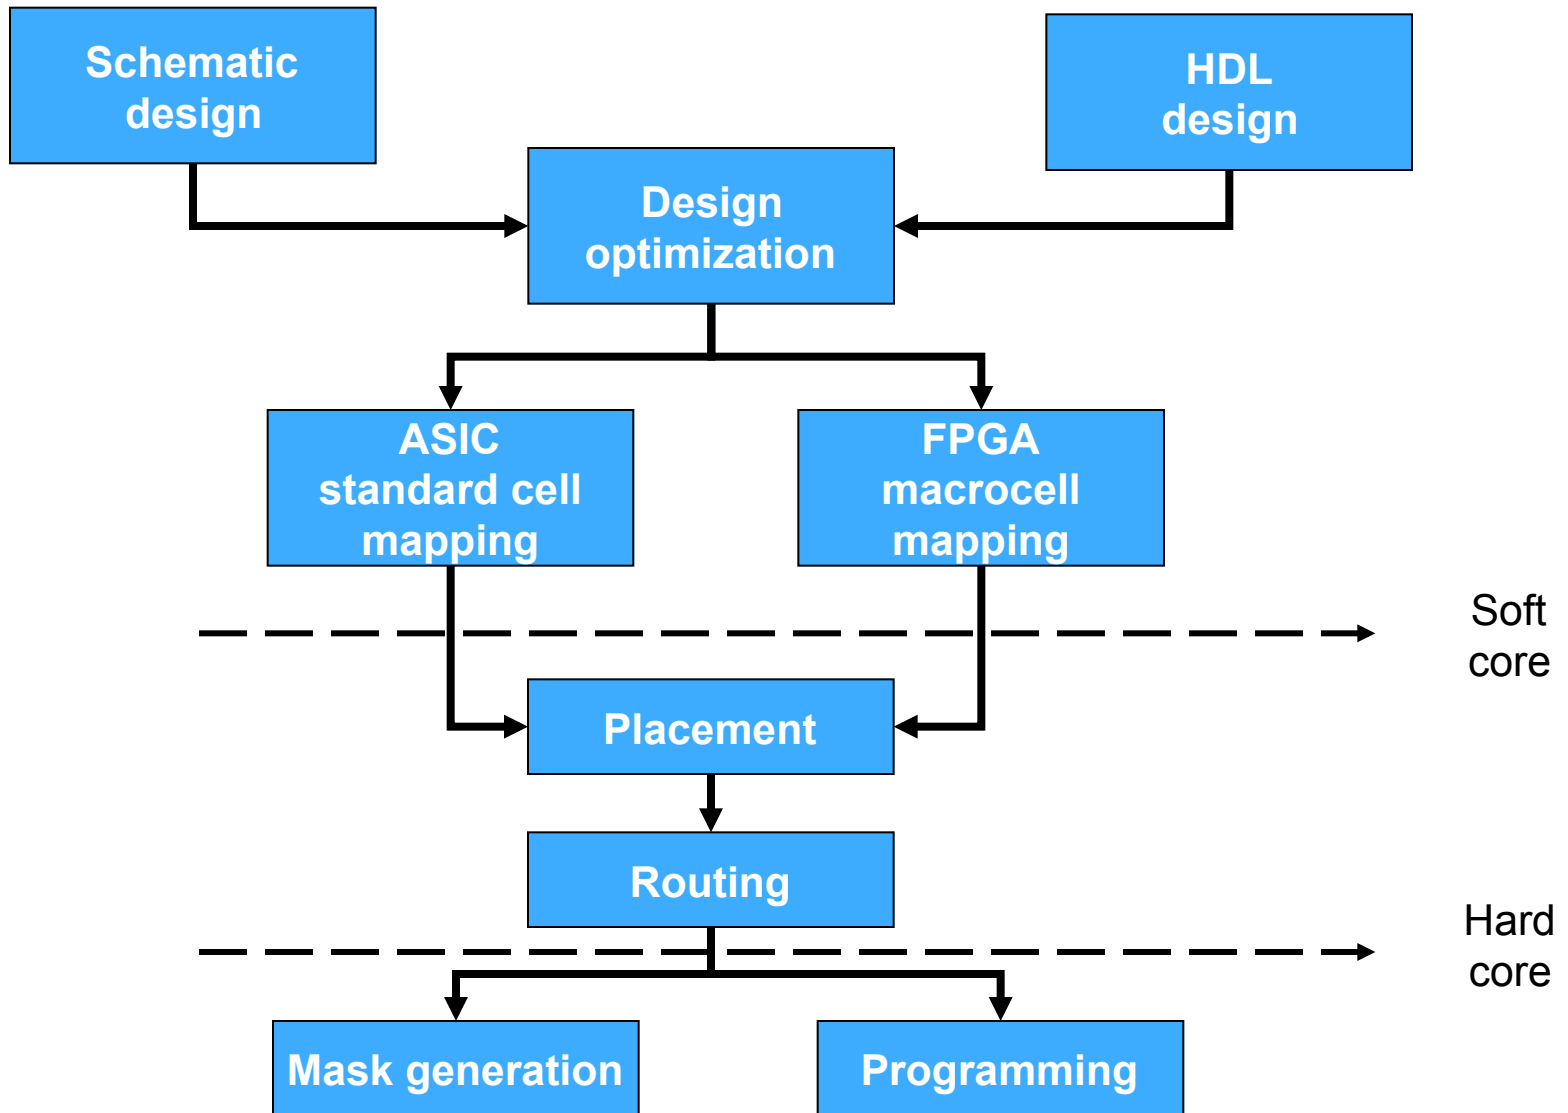 Schematic
design
HDL
design
Design
optimization
ASIC
standard cell
mapping
FPGA
macrocell
mapping
Soft
core
Placement
Routing
Hard
core
Mask generation
Programming